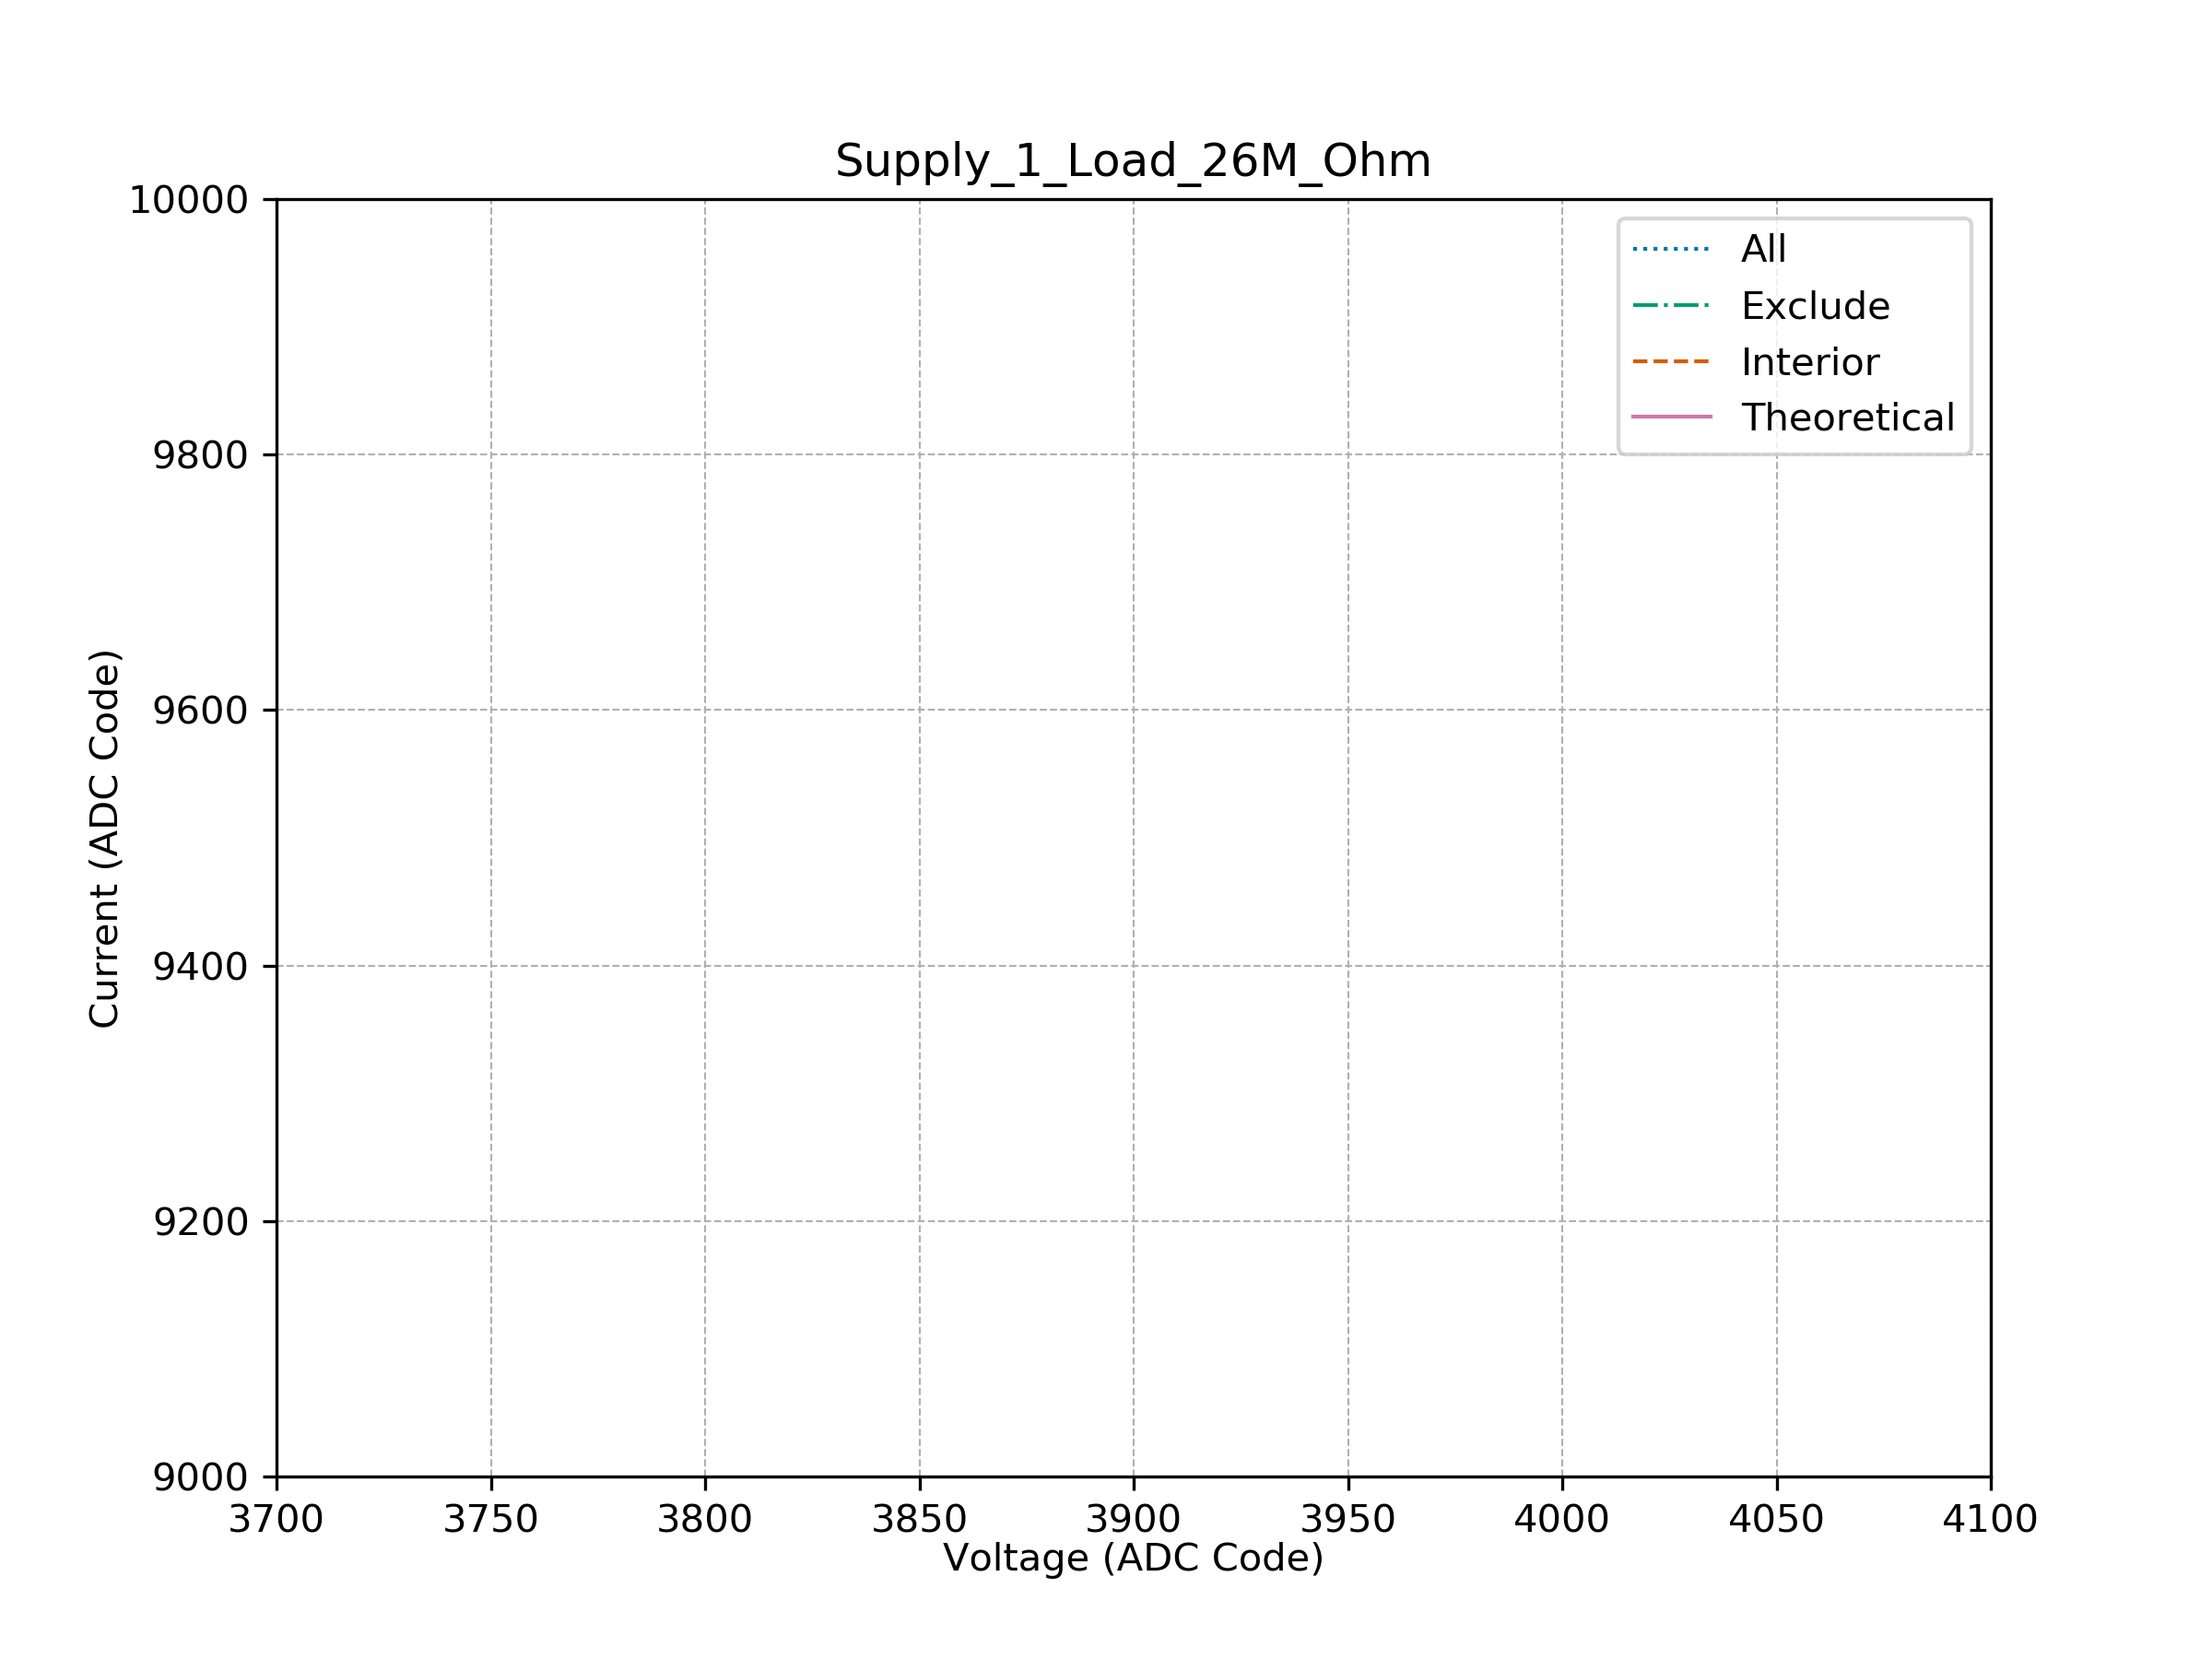 Supply_1_Load_26M_Ohm
10000
9800
9600
9400
9200
9000
Current (ADC Code)
All
Exclude
Interior
Theoretical
3700 3750 3800 3850 3900 3950 4000 4050 4100
Voltage (ADC Code)